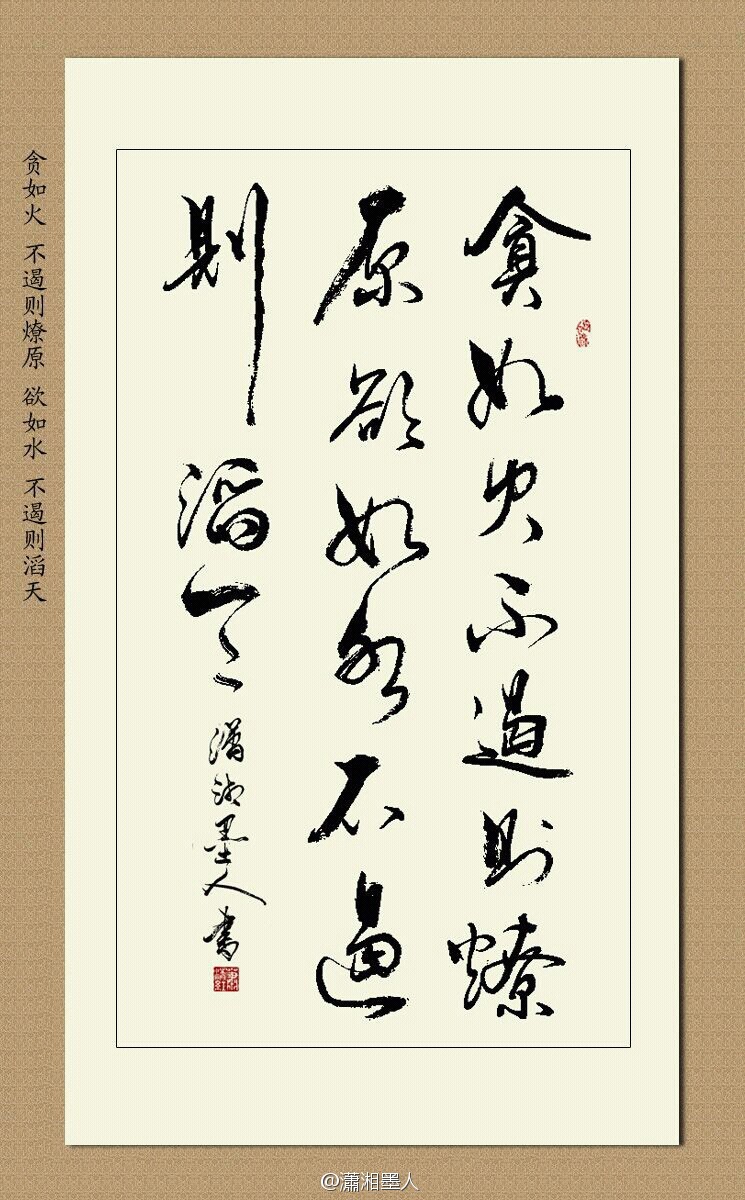 貪如火不遏則燎
原欲如水不遏
則滔天
瀟湘墨人書
贪如火 不遏则燎原 欲如水 不遏则滔天
@瀟湘墨人